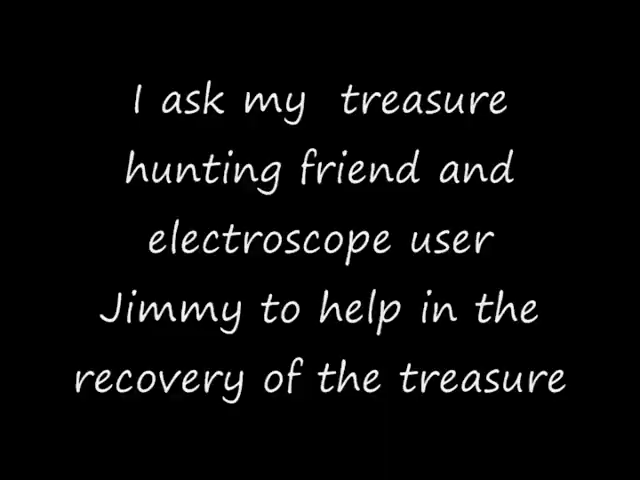 I ask my treasure
hunting friend and
electroscope user
Jimmy to help in the
recovery of the treasure